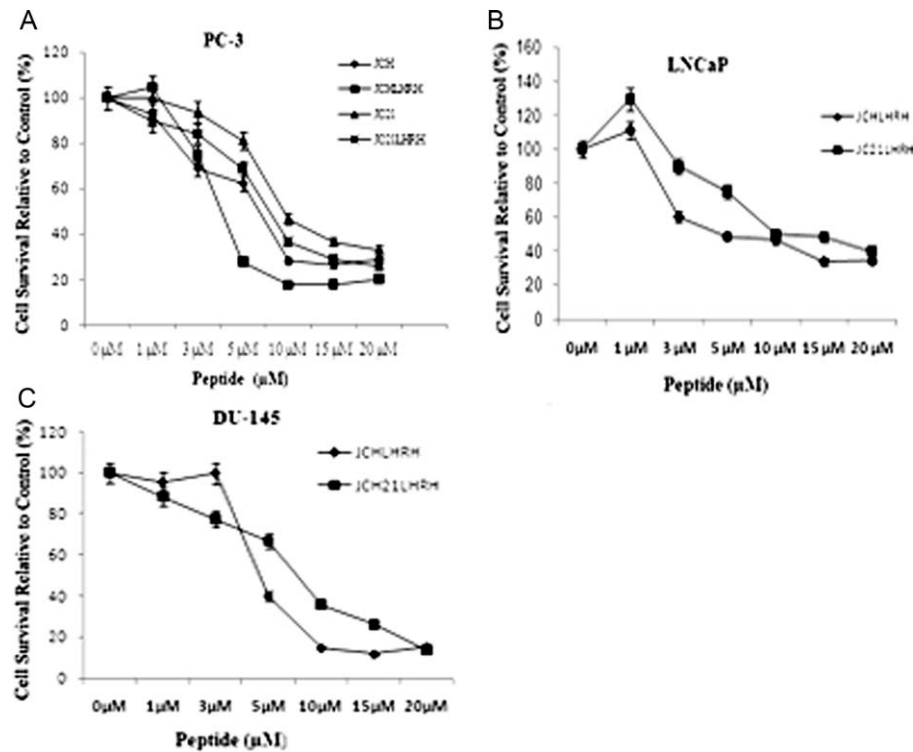 A
PC-3
Cell Survival Relative to Control (%)
120
100
80
60
40
20
0
0 µM 1 µM 3 µM 5 µM 10 µM 15 µM 20 µM
Peptide (µM)
B
LNCaP
Cell Survival Relative to Control (%)
160
140
120
100
80
60
40
20
0
0µM 1 µM 3 µM 5 µM 10 µM 15 µM 20 µM
Peptide (µM)
JCHLHRH
JC21LHRH
C
DU-145
Cell Survival Relative to Control (%)
120
100
80
60
40
20
0
0µM 1µM 3µM 5µM 10µM 15µM 20µM
Peptide (µM)
JCHLHRH
JCH21LHRH